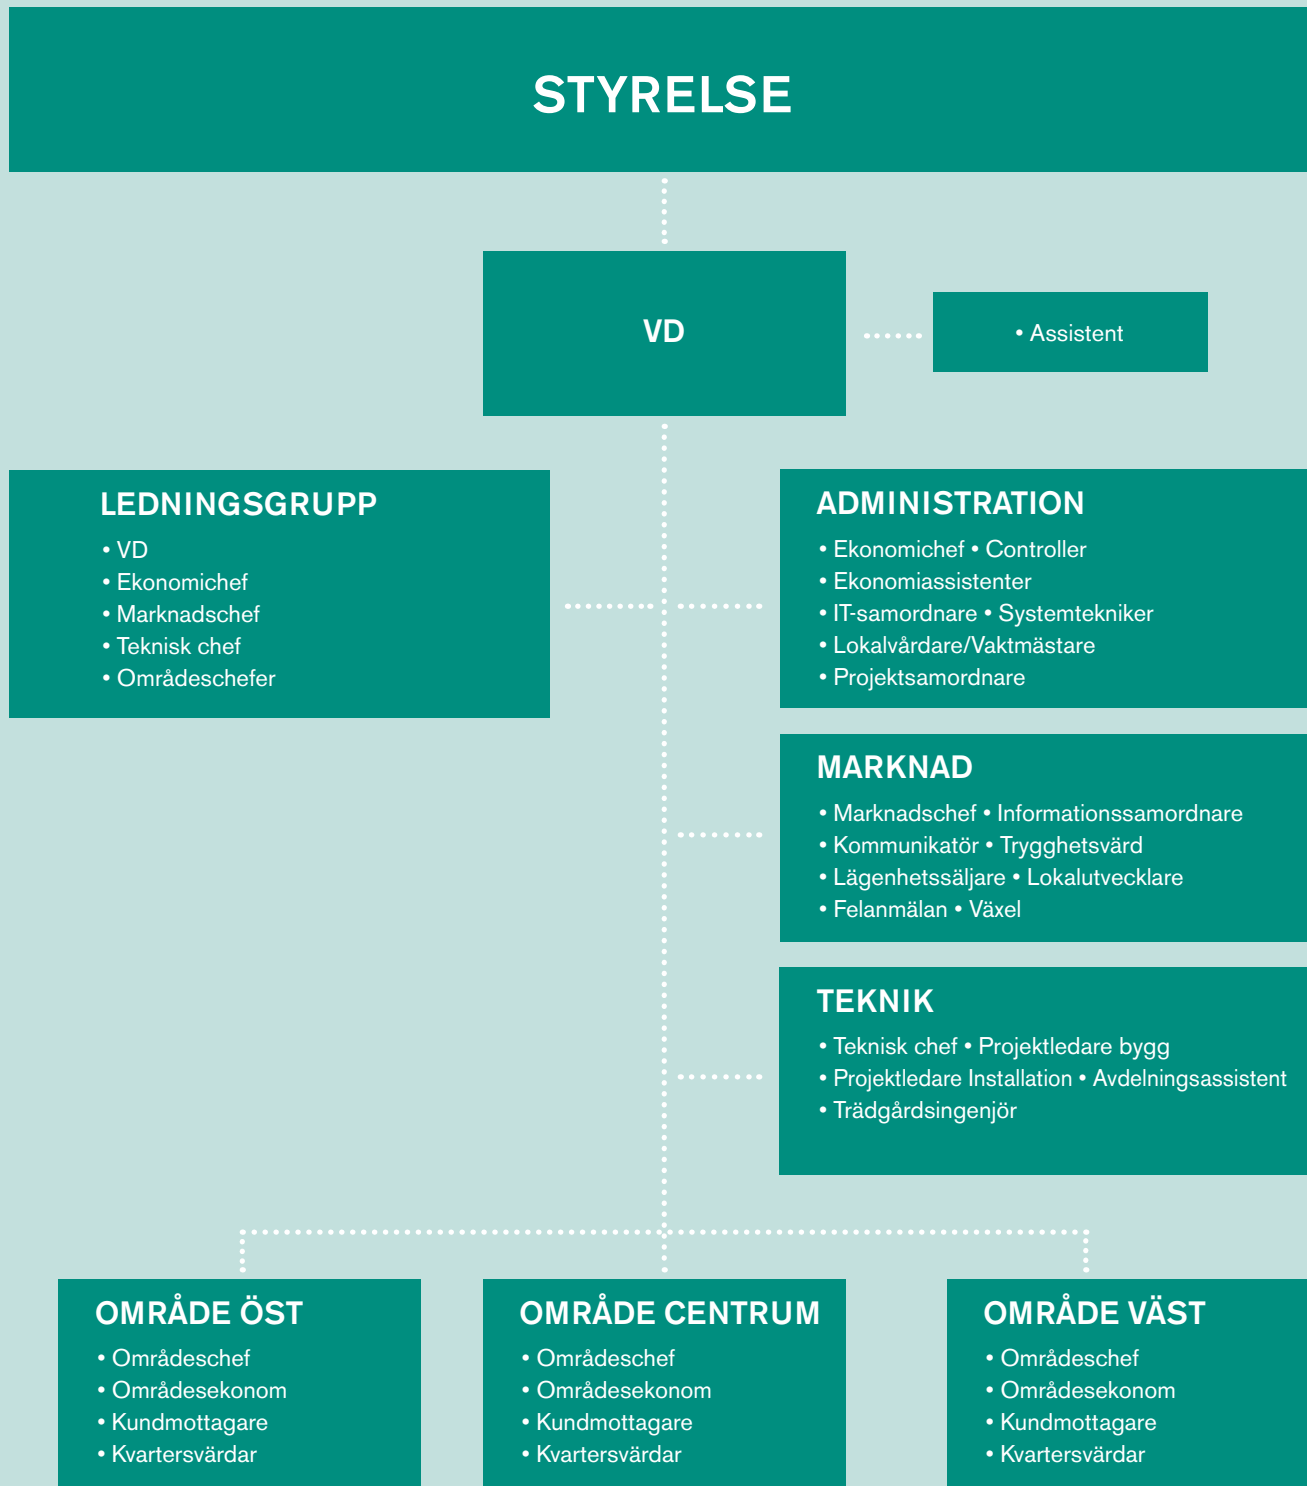 STYRELSE
VD
• Assistent
LEDNINGSGRUPP
• VD
• Ekonomichef
• Marknadschef
• Teknisk chef
• Områdeschefer
ADMINISTRATION
• Ekonomichef • Controller
• Ekonomiassistenter
• IT-samordnare • Systemtekniker
• Lokalvårdare/Vaktmästare
• Projektsamordnare
MARKNAD
• Marknadschef • Informationssamordnare
• Kommunikatör • Trygghetsvärd
• Lägenhetssäljare • Lokalutvecklare
• Felanmälan • Växel
TEKNIK
• Teknisk chef • Projektledare bygg
• Projektledare Installation • Avdelningsassistent
• Trädgårdsingenjör
OMRÅDE ÖST
• Områdeschef
• Områdesekonom
• Kundmottagare
• Kvartersvärdar
OMRÅDE CENTRUM
• Områdeschef
• Områdesekonom
• Kundmottagare
• Kvartersvärdar
OMRÅDE VÄST
• Områdeschef
• Områdesekonom
• Kundmottagare
• Kvartersvärdar